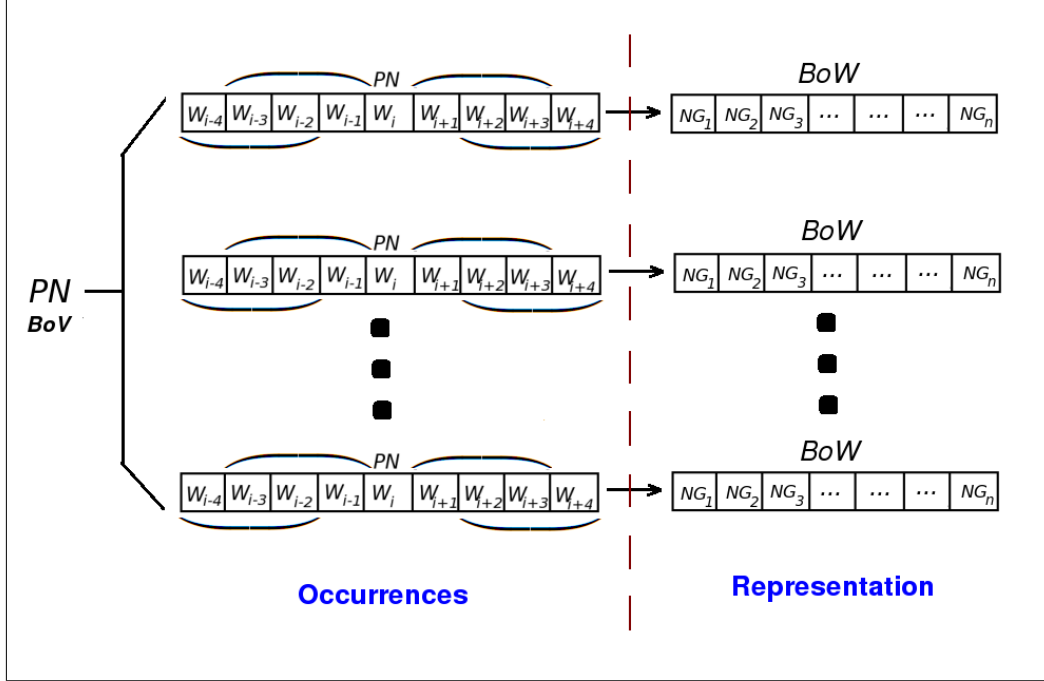 PN
BoW
W_{i-4} W_{i-3} W_{i-2} W_{i-1} W_i W_{i+1} W_{i+2} W_{i+3} W_{i+4}
NG_1 NG_2 NG_3 ... ... ... NG_n
PN
BoW
W_{i-4} W_{i-3} W_{i-2} W_{i-1} W_i W_{i+1} W_{i+2} W_{i+3} W_{i+4}
NG_1 NG_2 NG_3 ... ... ... NG_n
PN
BoV
PN
BoW
W_{i-4} W_{i-3} W_{i-2} W_{i-1} W_i W_{i+1} W_{i+2} W_{i+3} W_{i+4}
NG_1 NG_2 NG_3 ... ... ... NG_n
Occurrences
Representation